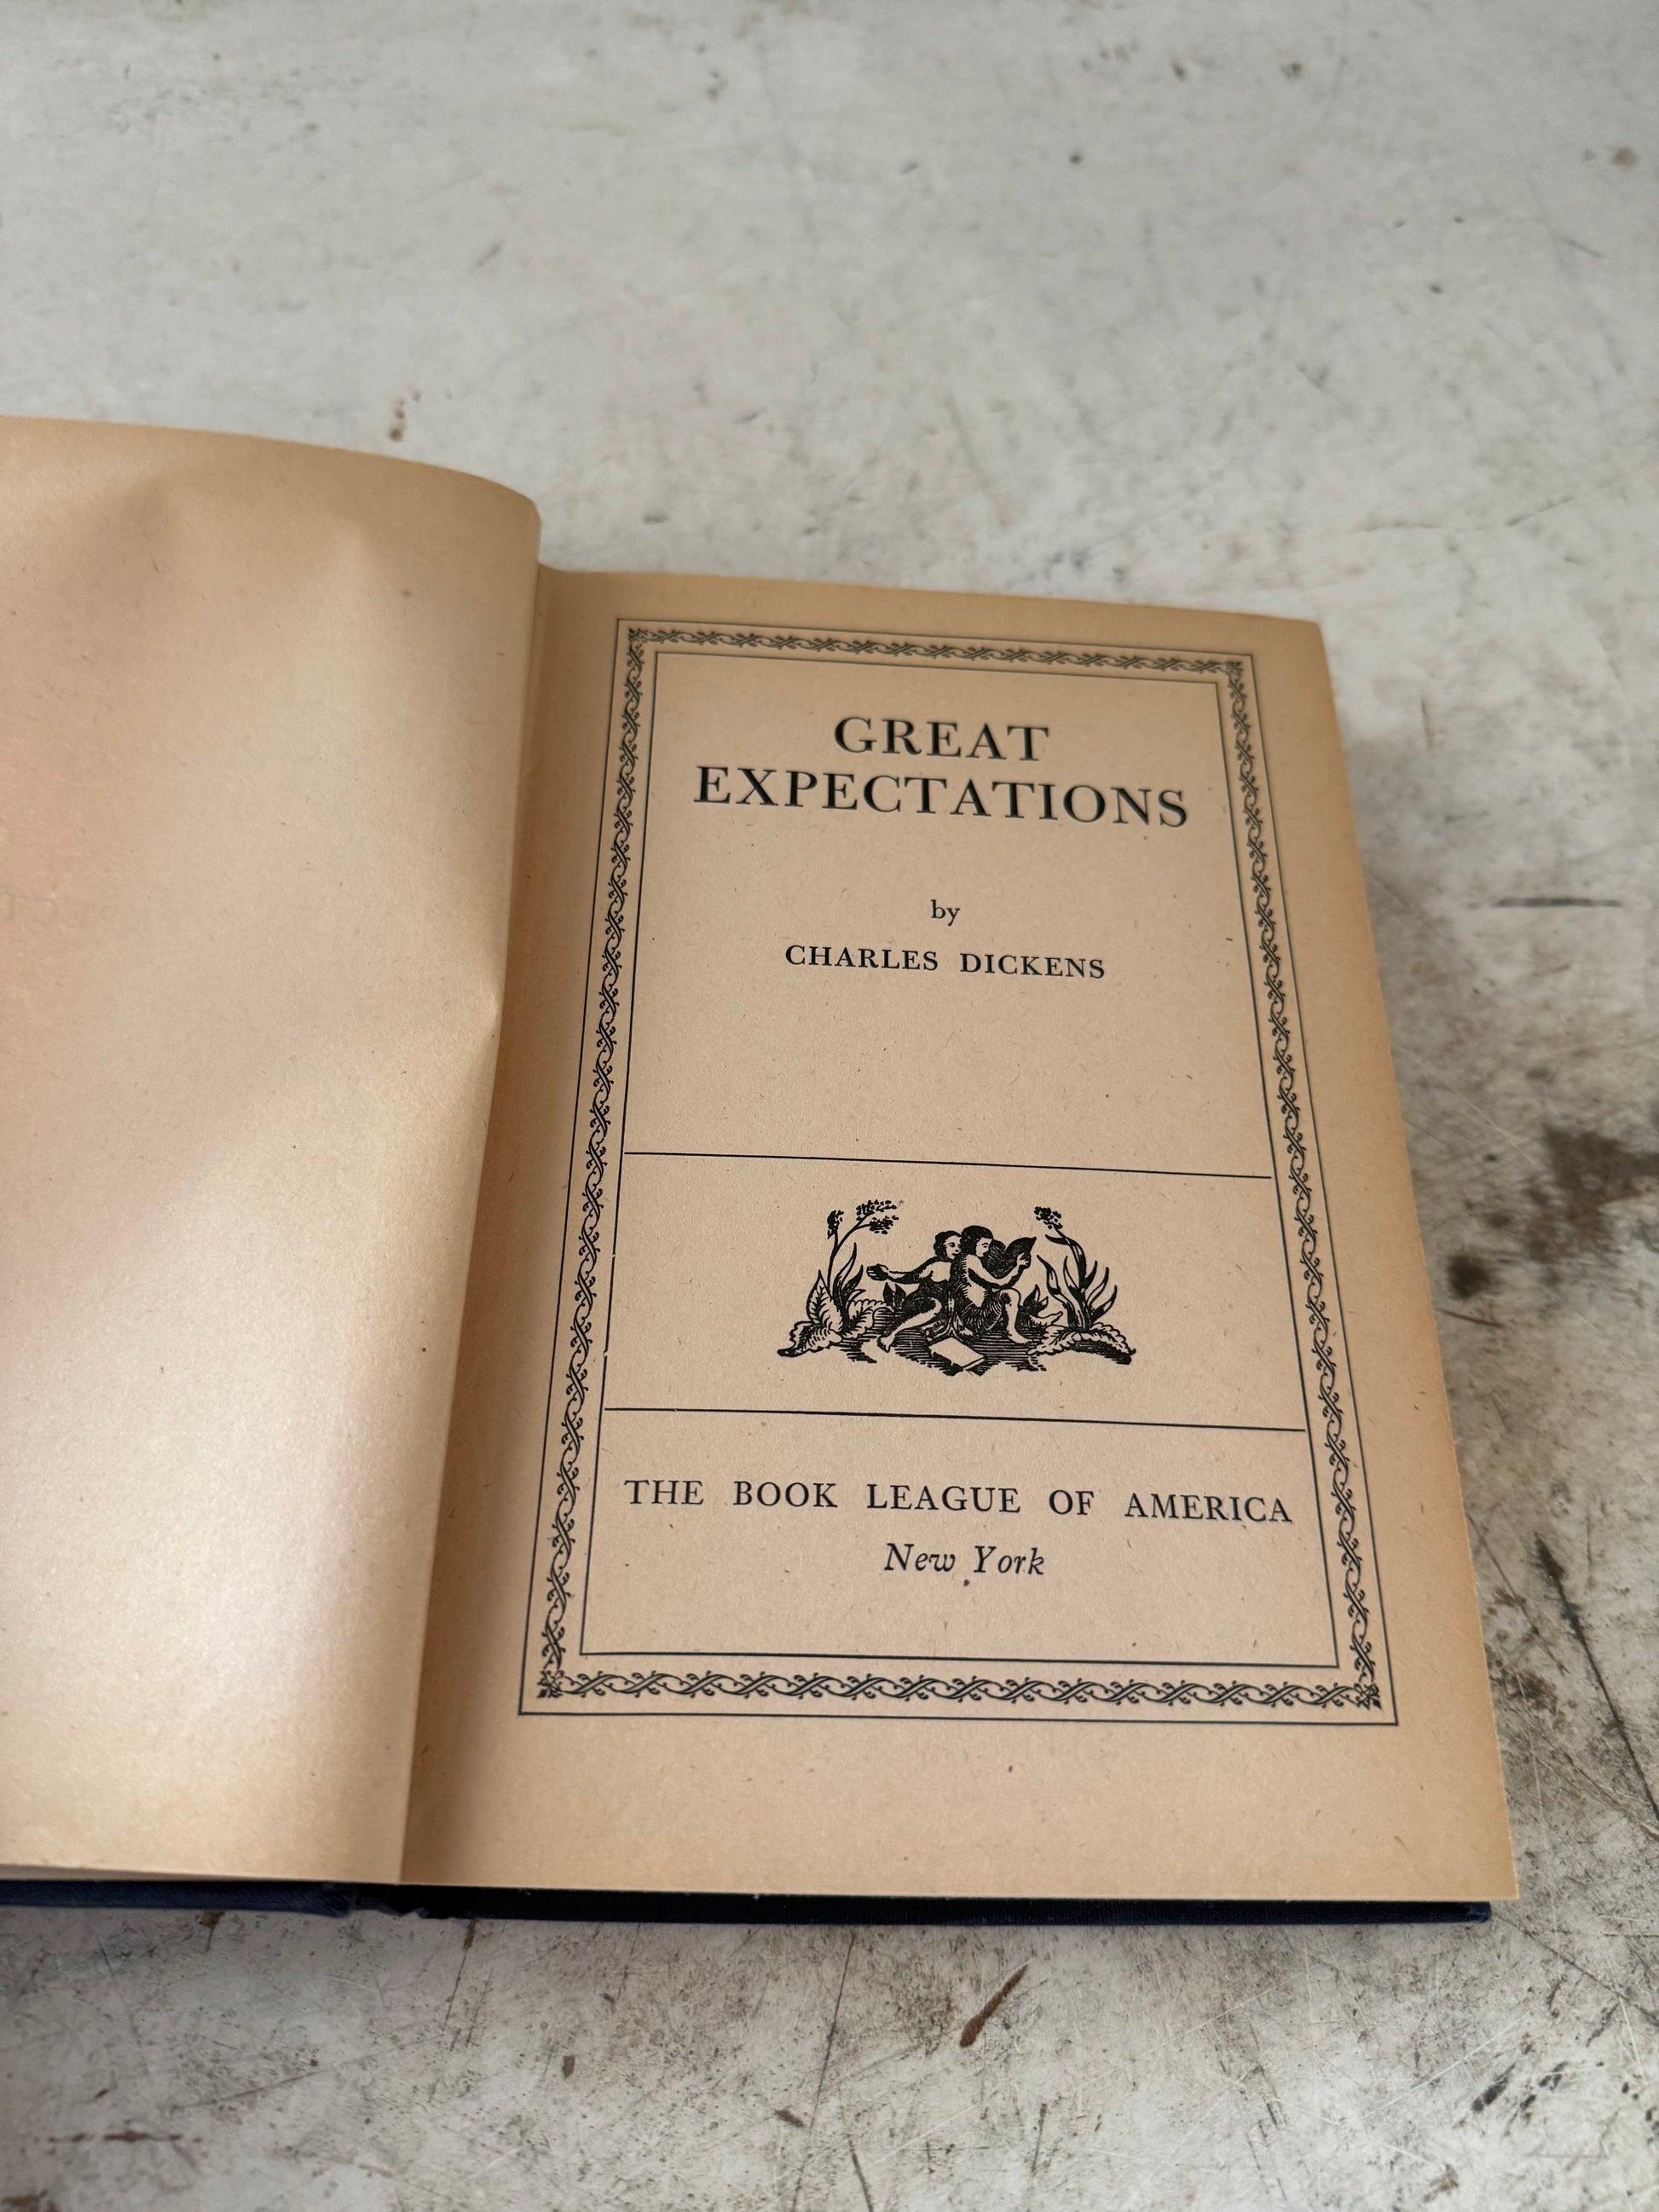 GREAT
EXPECTATIONS
by
CHARLES DICKENS
THE BOOK LEAGUE OF AMERICA
New York